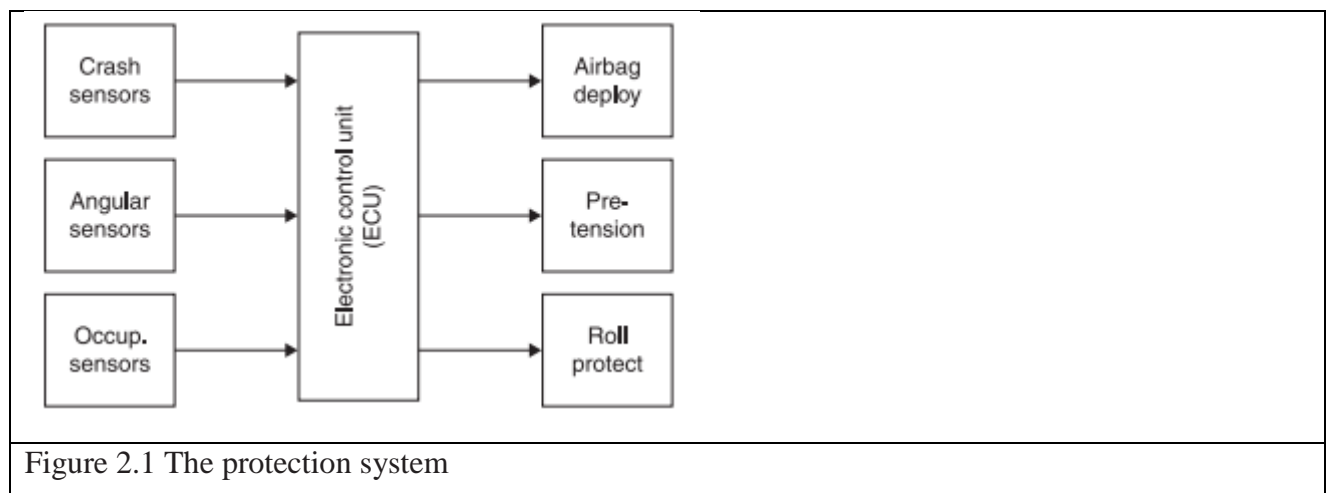 Crash
sensors
Airbag
deploy
Electronic control unit
(ECU)
Angular
sensors
Pre-
tension
Occup.
sensors
Roll
protect
Figure 2.1 The protection system